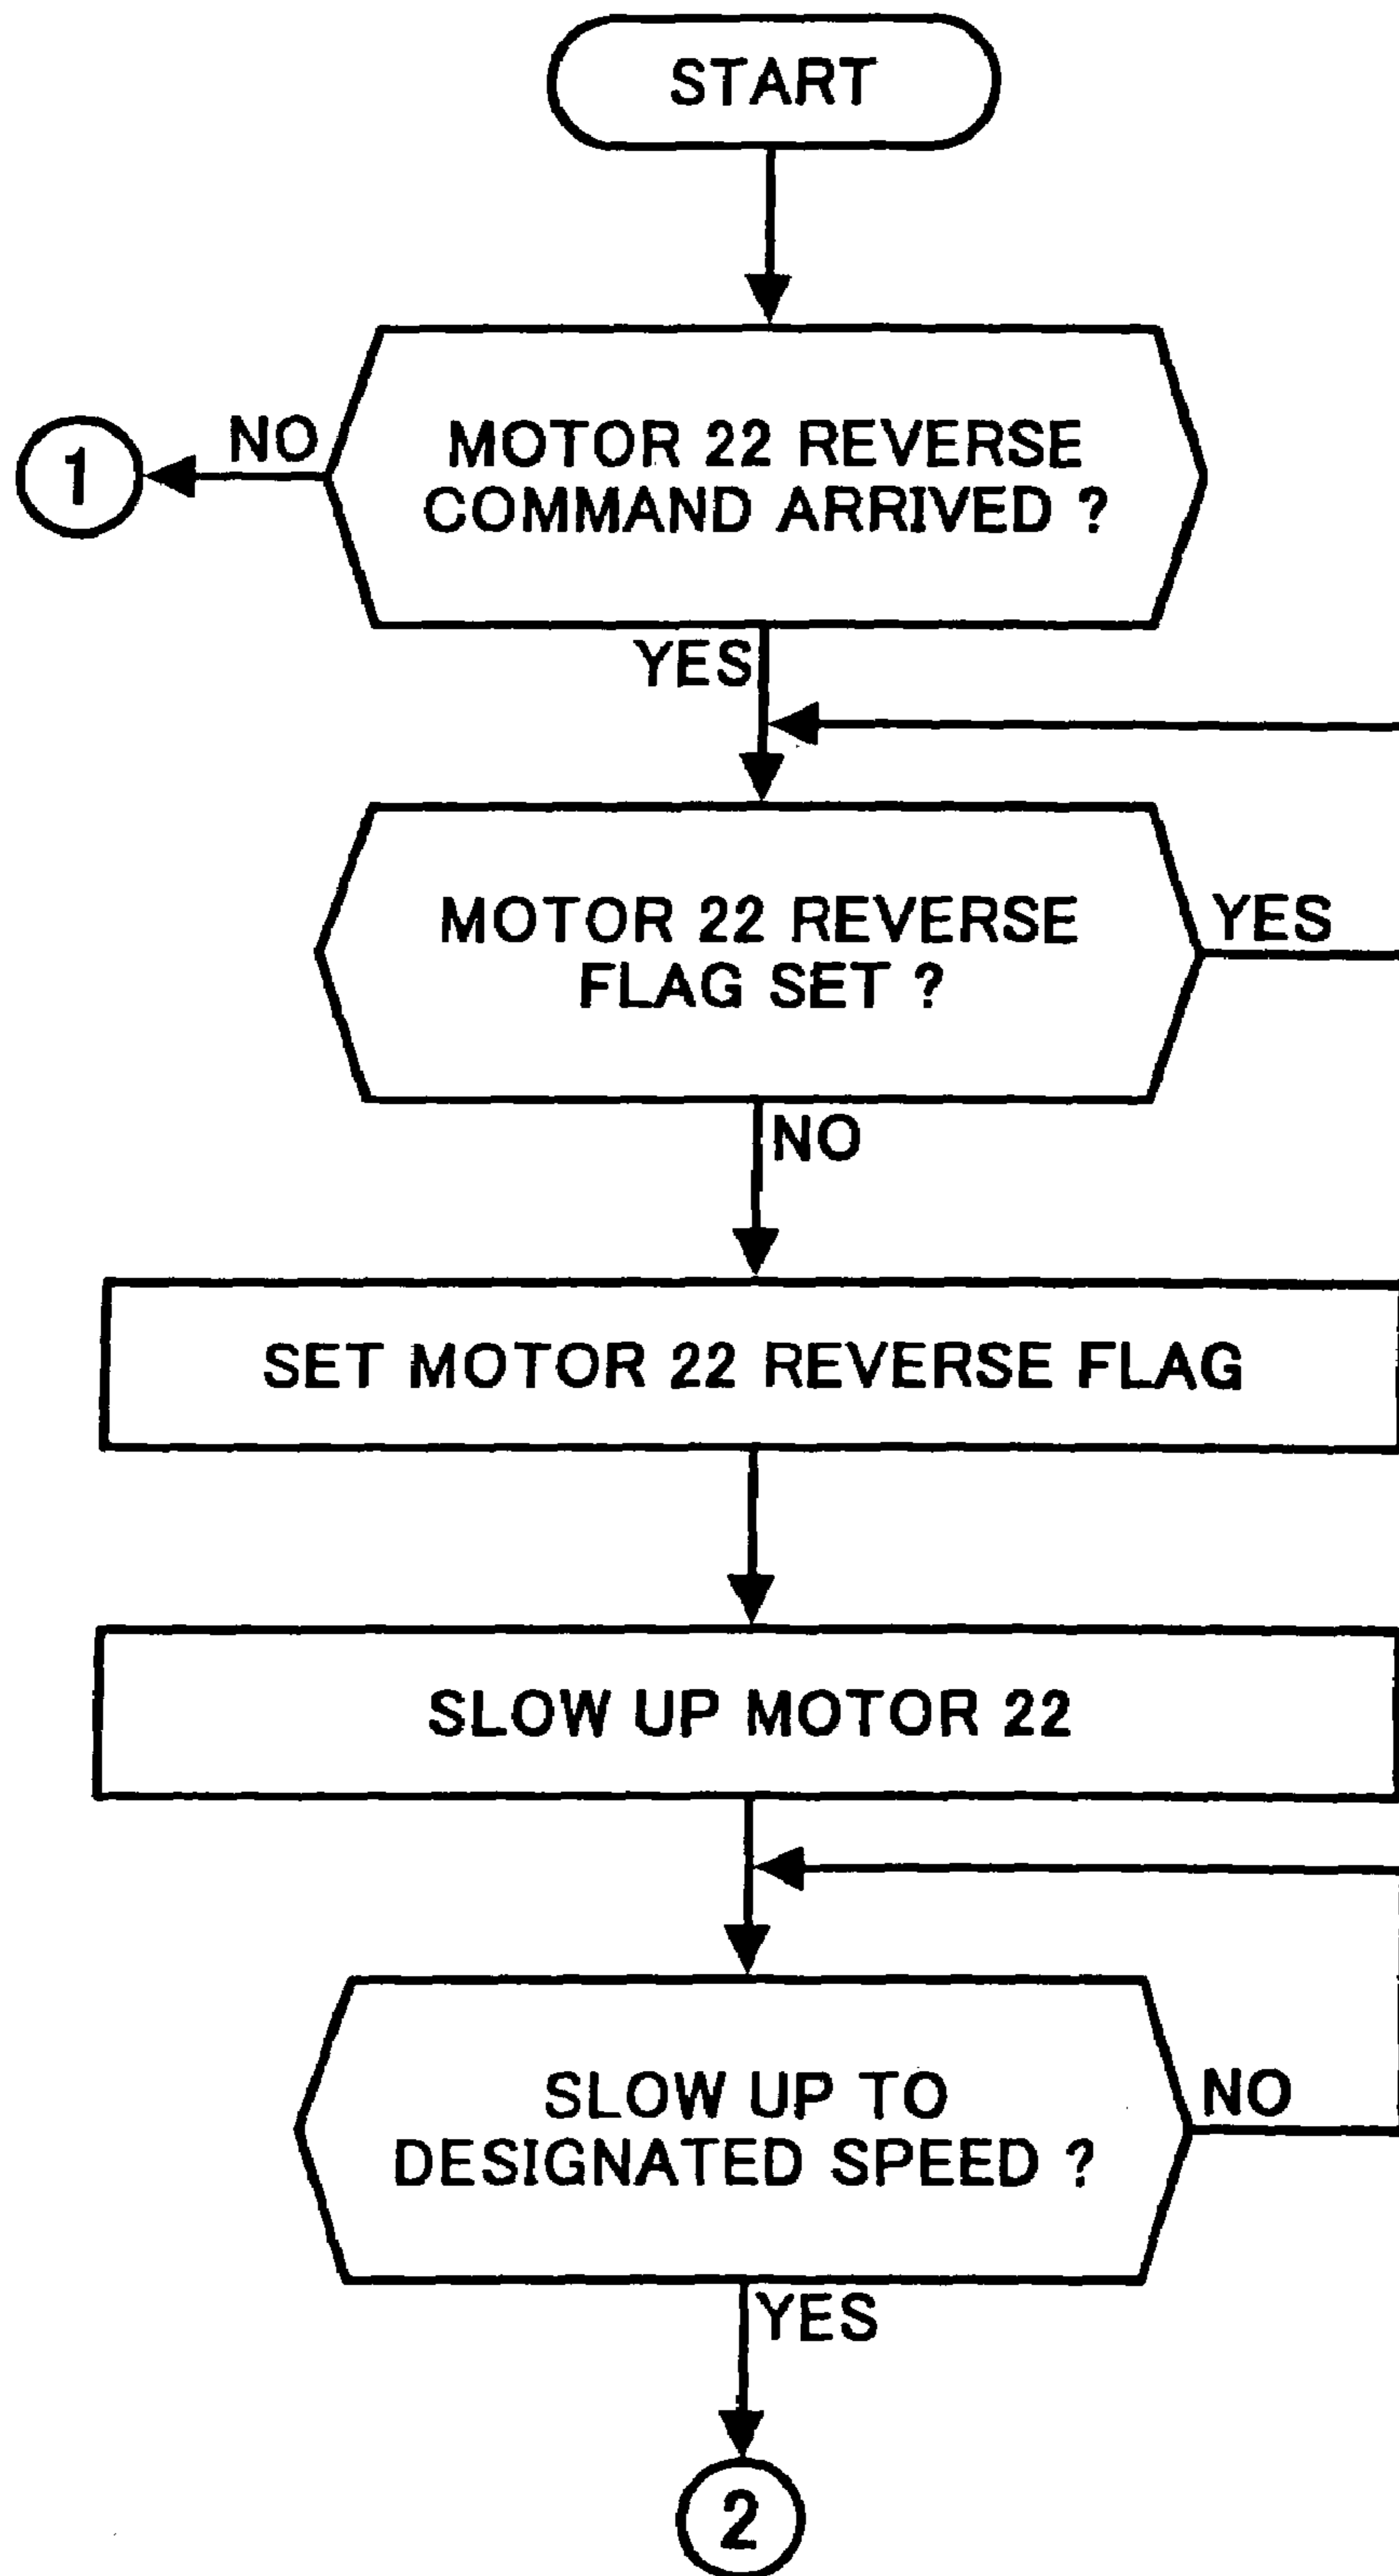 START
MOTOR 22 REVERSE
COMMAND ARRIVED ?
NO
1
YES
MOTOR 22 REVERSE
FLAG SET ?
YES
NO
SET MOTOR 22 REVERSE FLAG
SLOW UP MOTOR 22
SLOW UP TO
DESIGNATED SPEED ?
NO
YES
2